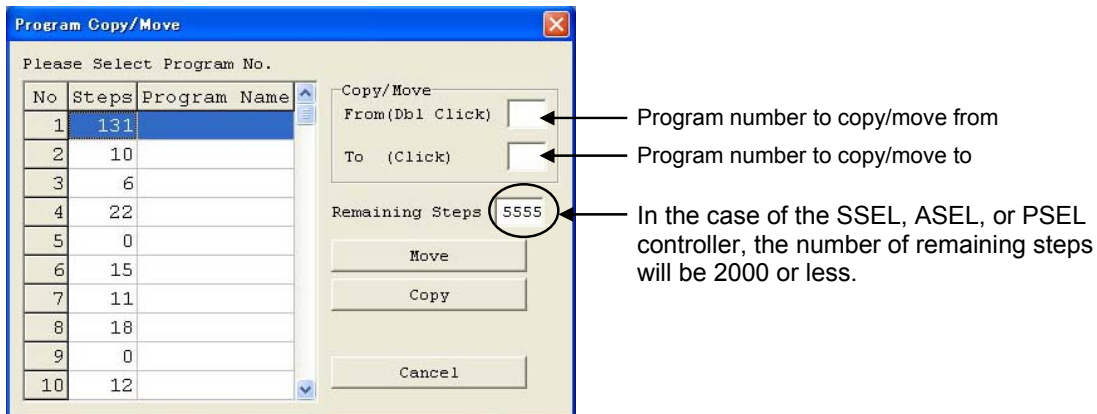 Program Copy/Move
Please Select Program No.
No Steps Program Name
1 131
2 10
3 6
4 22
5 0
6 15
7 11
8 18
9 0
10 12
Copy/Move
From(Dbl Click)
To (Click)
Remaining Steps 5555
Move
Copy
Cancel
Program number to copy/move from
Program number to copy/move to
In the case of the SSEL, ASEL, or PSEL
controller, the number of remaining steps
will be 2000 or less.